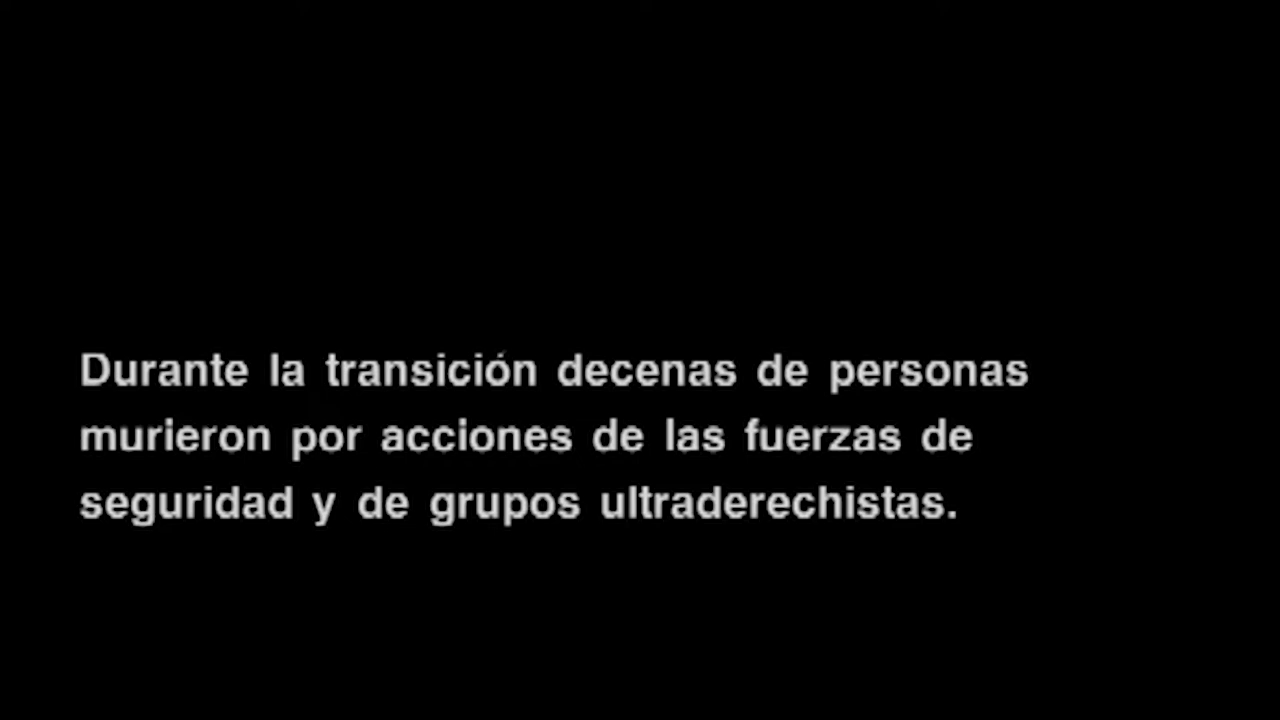 Durante la transición decenas de personas
murieron por acciones de las fuerzas de
seguridad y de grupos ultraderechistas.